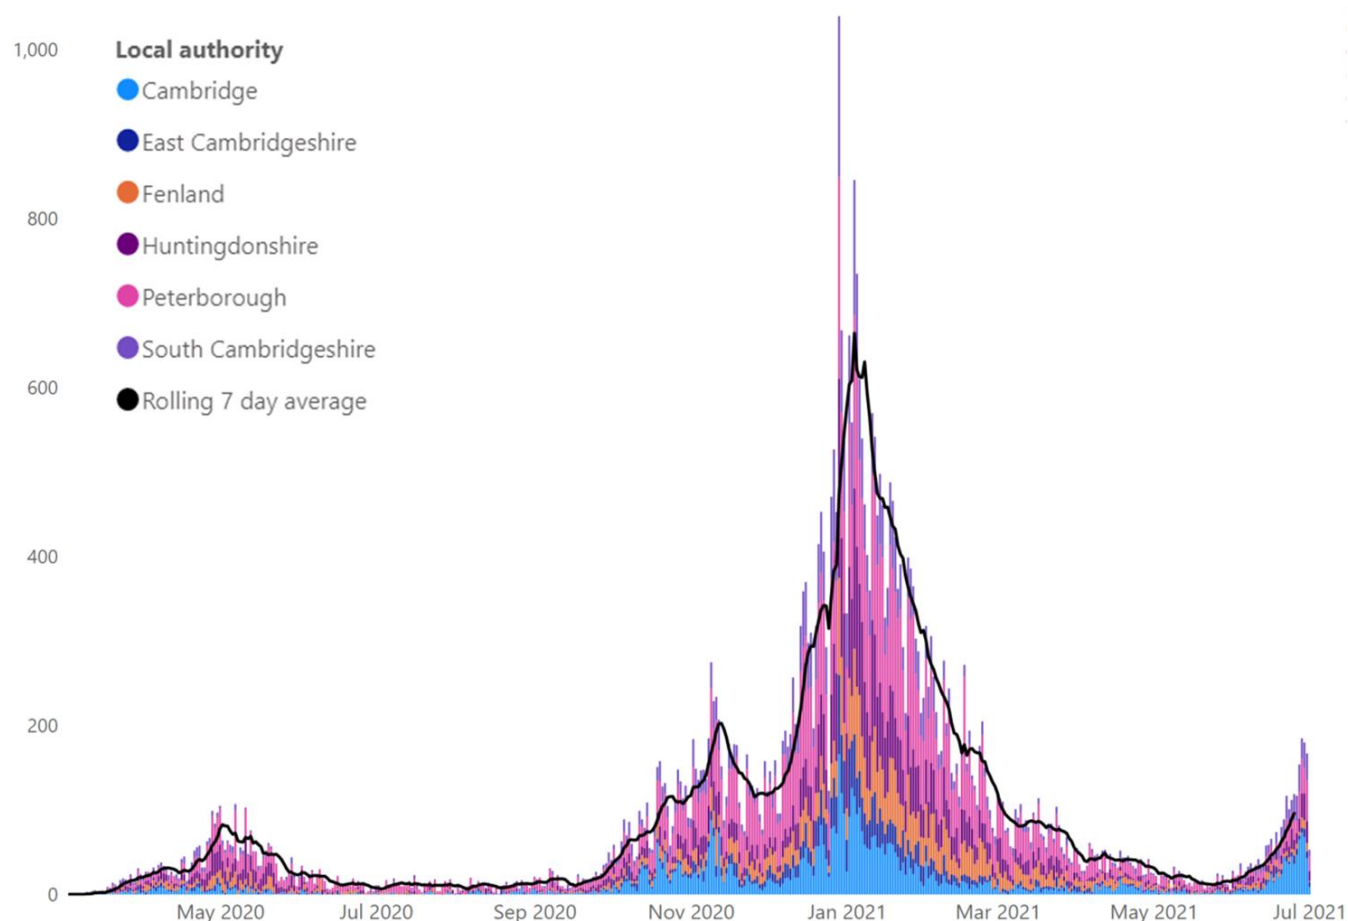 1,000
Local authority
Cambridge
East Cambridgeshire
Fenland
800
Huntingdonshire
Peterborough
South Cambridgeshire
600
Rolling 7 day average
400
200
0
May 2020 Jul 2020 Sep 2020 Nov 2020 Jan 2021 Mar 2021 May 2021 Jul 2021